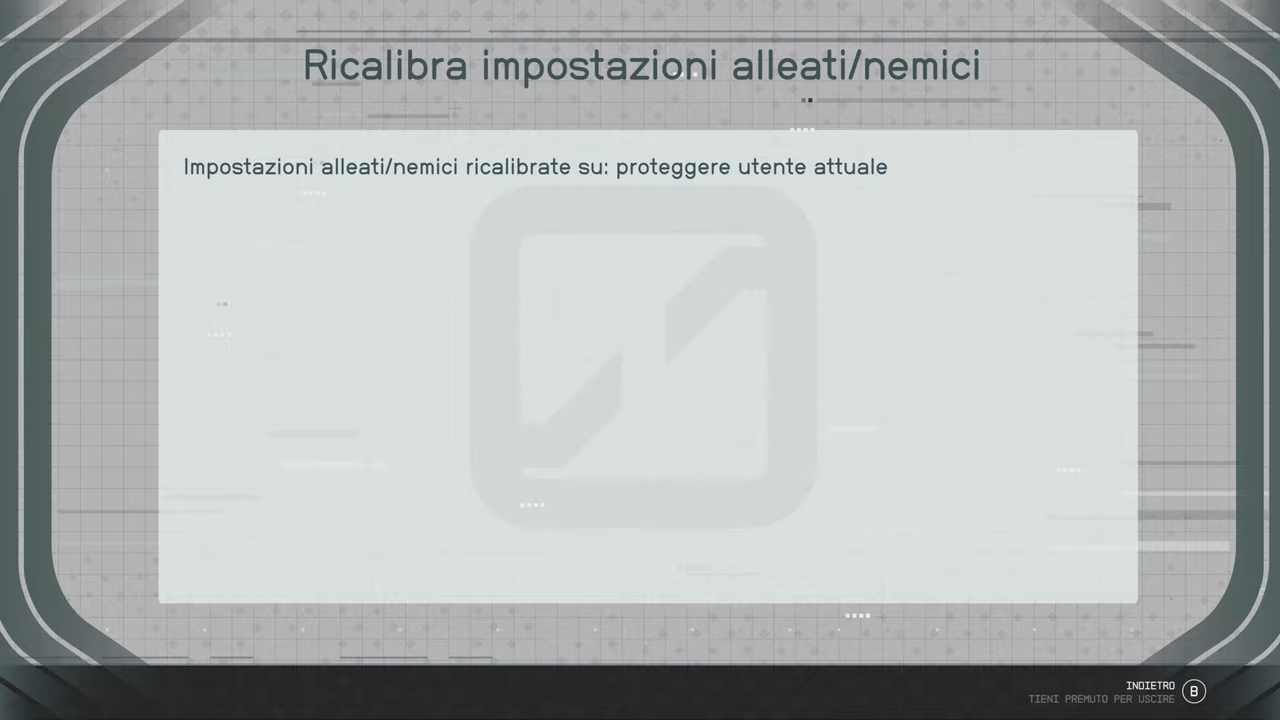 Ricalibra impostazioni alleati/nemici
Impostazioni alleati/nemici ricalibrate su: proteggere utente attuale
INDIETRO B
TIENI PREMUTO PER USCIRE